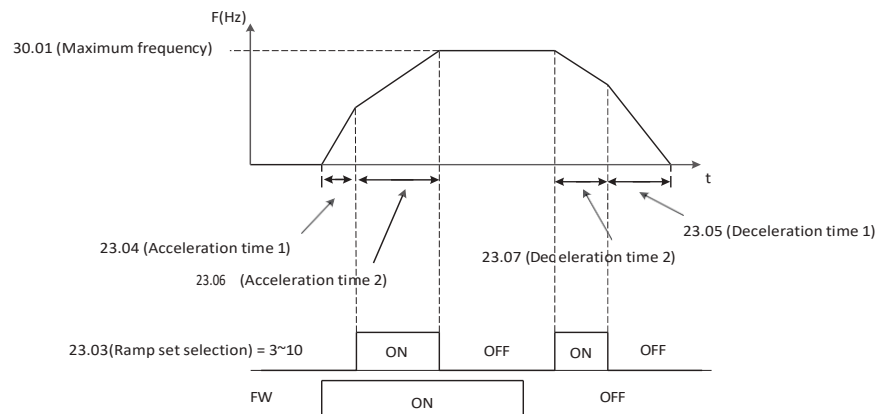 F(Hz)
30.01 (Maximum frequency)
t
23.04 (Acceleration time 1)
23.05 (Deceleration time 1)
23.06 (Acceleration time 2)
23.07 (Deceleration time 2)
23.03(Ramp set selection) = 3~10
ON OFF ON OFF
FW ON OFF